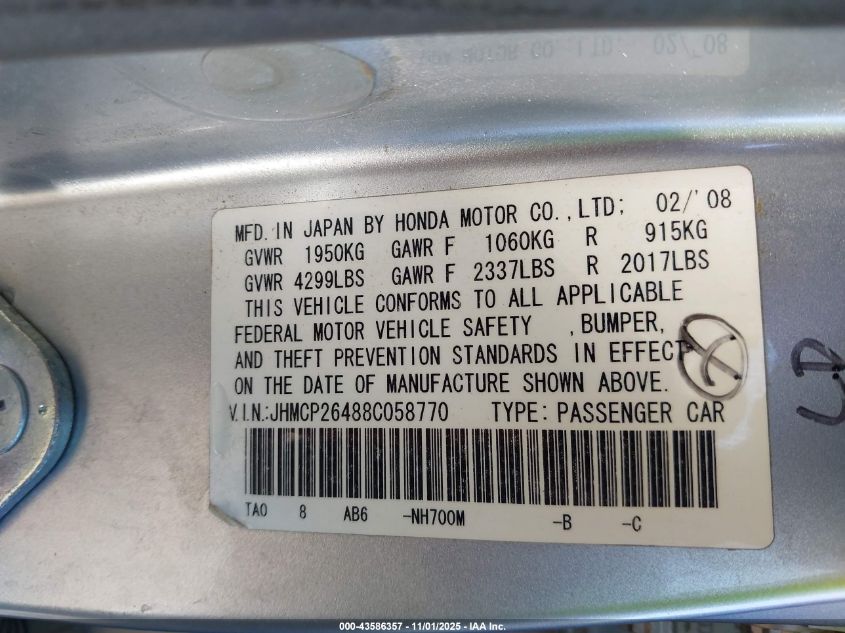 MFD. IN JAPAN BY HONDA MOTOR CO.,LTD; 02/'08
GVWR 1950KG GAWR F 1060KG R 915KG
GVWR 4299LBS GAWR F 2337LBS R 2017LBS
THIS VEHICLE CONFORMS TO ALL APPLICABLE
FEDERAL MOTOR VEHICLE SAFETY ,BUMPER,
AND THEFT PREVENTION STANDARDS IN EFFECT
ON THE DATE OF MANUFACTURE SHOWN ABOVE.
V.I.N.:JHMCP26488C058770 TYPE:PASSENGER CAR
TA0 8 AB6 -NH700M -B -C
000-43586357 - 11/01/2025 - IAA Inc.